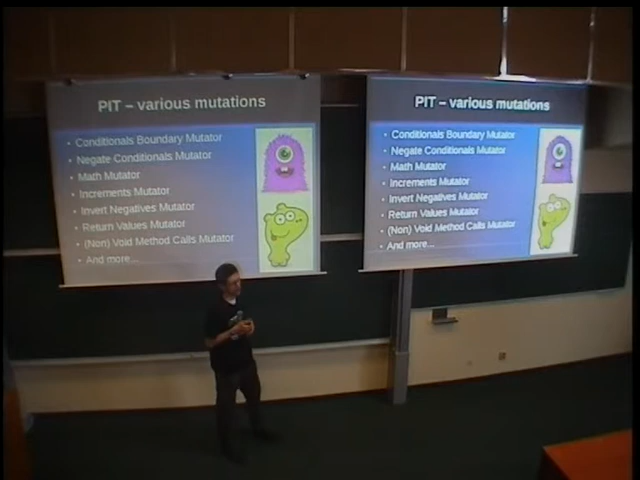 PIT – various mutations
• Conditionals Boundary Mutator
• Negate Conditionals Mutator
• Math Mutator
• Increments Mutator
• Invert Negatives Mutator
• Return Values Mutator
• (Non) Void Method Calls Mutator
• And more...
PIT – various mutations
• Conditionals Boundary Mutator
• Negate Conditionals Mutator
• Math Mutator
• Increments Mutator
• Invert Negatives Mutator
• Return Values Mutator
• (Non) Void Method Calls Mutator
• And more...